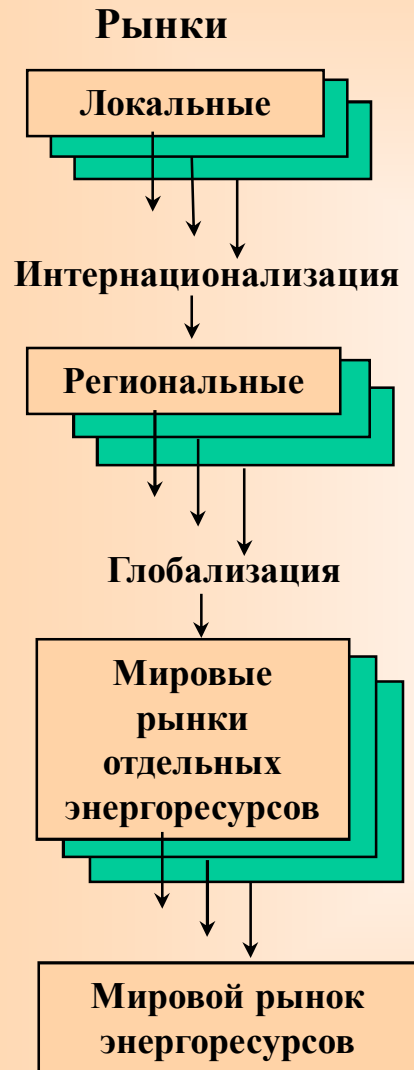 Рынки
Локальные
Интернационализация
Региональные
Глобализация
Мировые
рынки
отдельных
энергоресурсов
Мировой рынок
энергоресурсов